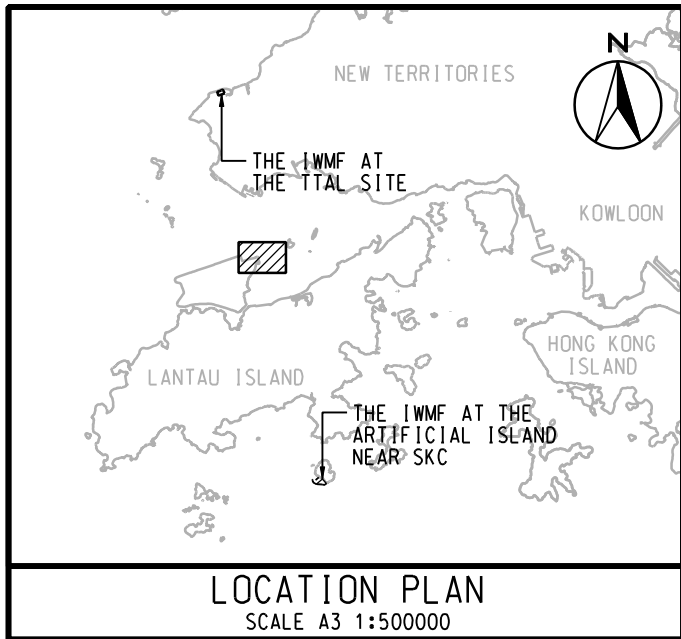 N
NEW TERRITORIES
THE IWMF AT
THE TTAL SITE
KOWLOON
HONG KONG
ISLAND
LANTAU ISLAND
THE IWMF AT THE
ARTIFICIAL ISLAND
NEAR SKC
LOCATION PLAN
SCALE A3 1:500000